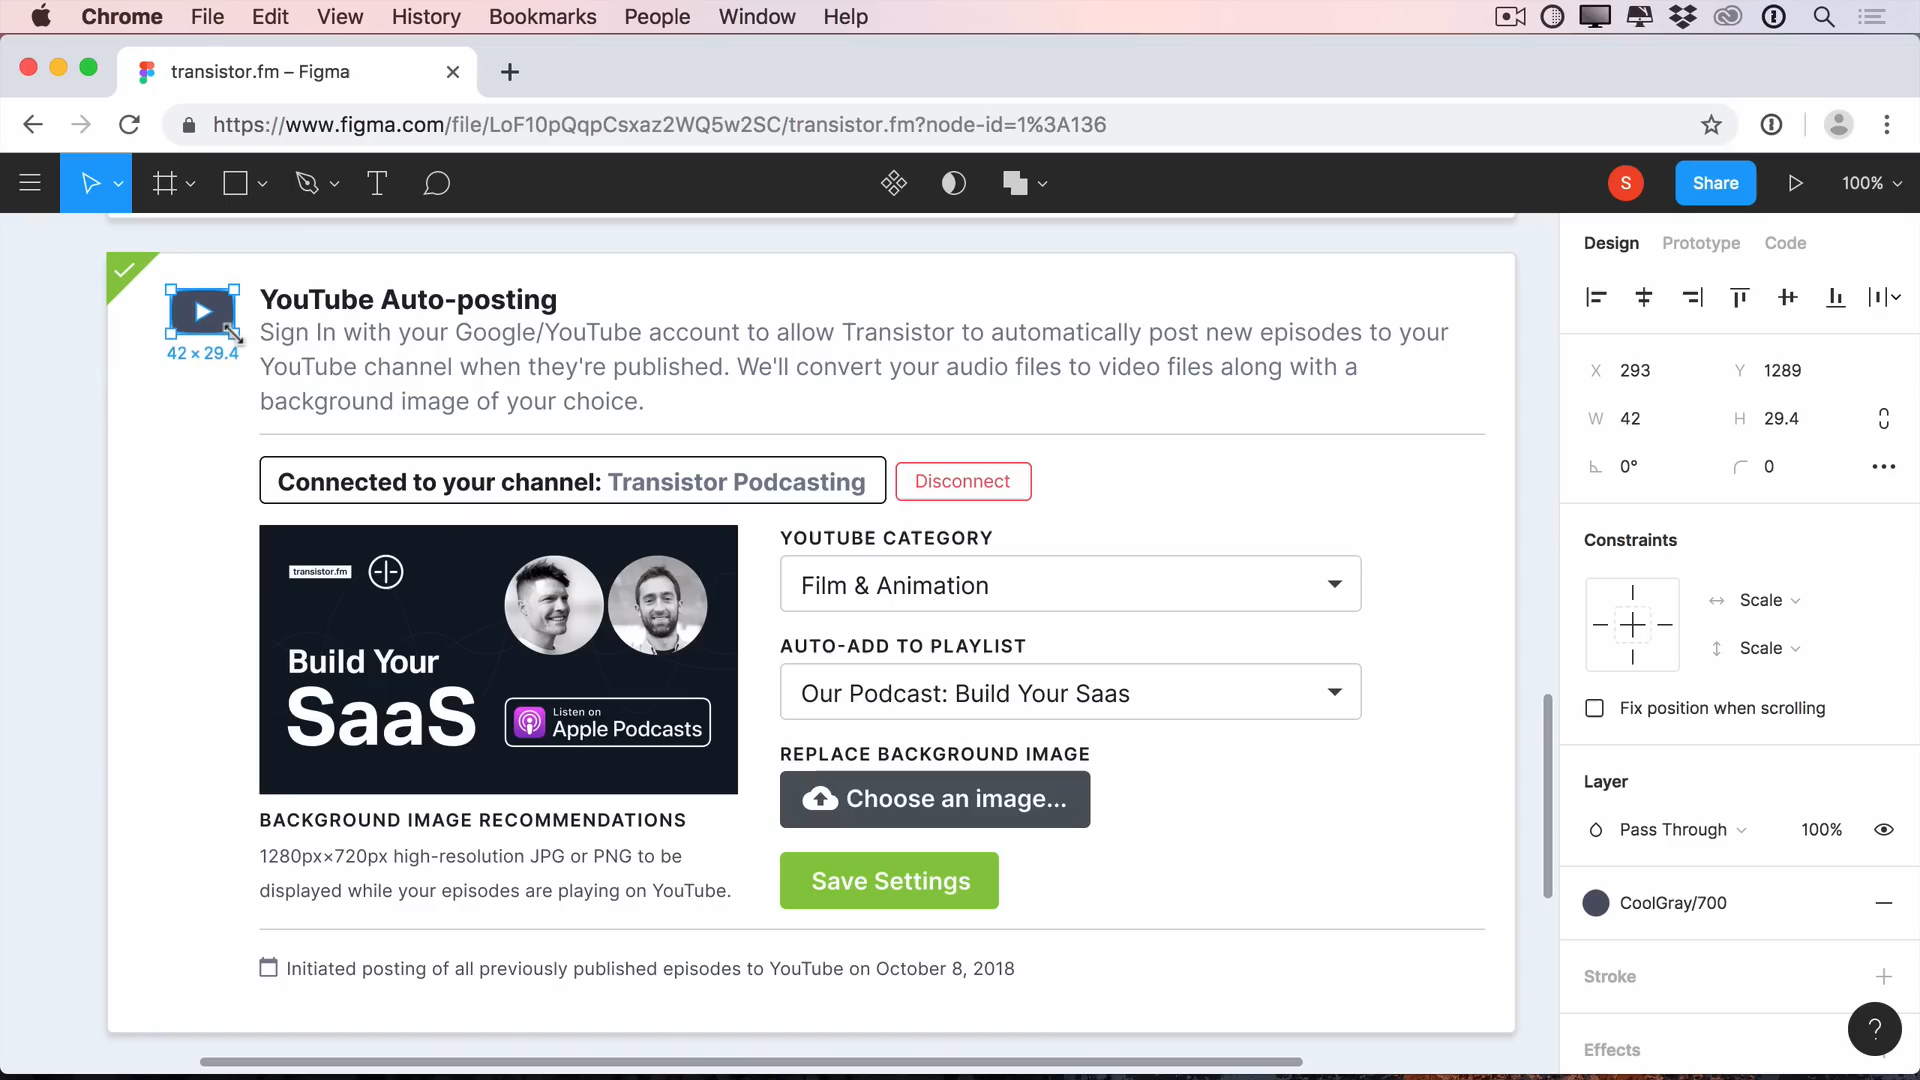 Chrome File Edit View History Bookmarks People Window Help
transistor.fm – Figma
https://www.figma.com/file/LoF10pQqpCsxaz2WQ5w2SC/transistor.fm?node-id=1%3A136
S
Share
100%
Design Prototype Code
YouTube Auto-posting
42 × 29.4
Sign In with your Google/YouTube account to allow Transistor to automatically post new episodes to your
YouTube channel when they're published. We'll convert your audio files to video files along with a
background image of your choice.
Connected to your channel: Transistor Podcasting
Disconnect
transistor.fm
Build Your
SaaS
Listen on
Apple Podcasts
BACKGROUND IMAGE RECOMMENDATIONS
1280px×720px high-resolution JPG or PNG to be
displayed while your episodes are playing on YouTube.
YOUTUBE CATEGORY
Film & Animation
AUTO-ADD TO PLAYLIST
Our Podcast: Build Your Saas
REPLACE BACKGROUND IMAGE
Choose an image...
Save Settings
Initiated posting of all previously published episodes to YouTube on October 8, 2018
X 293 Y 1289
W 42 H 29.4
0° 0
Constraints
Scale
Scale
Fix position when scrolling
Layer
Pass Through 100%
CoolGray/700
Stroke
Effects
?